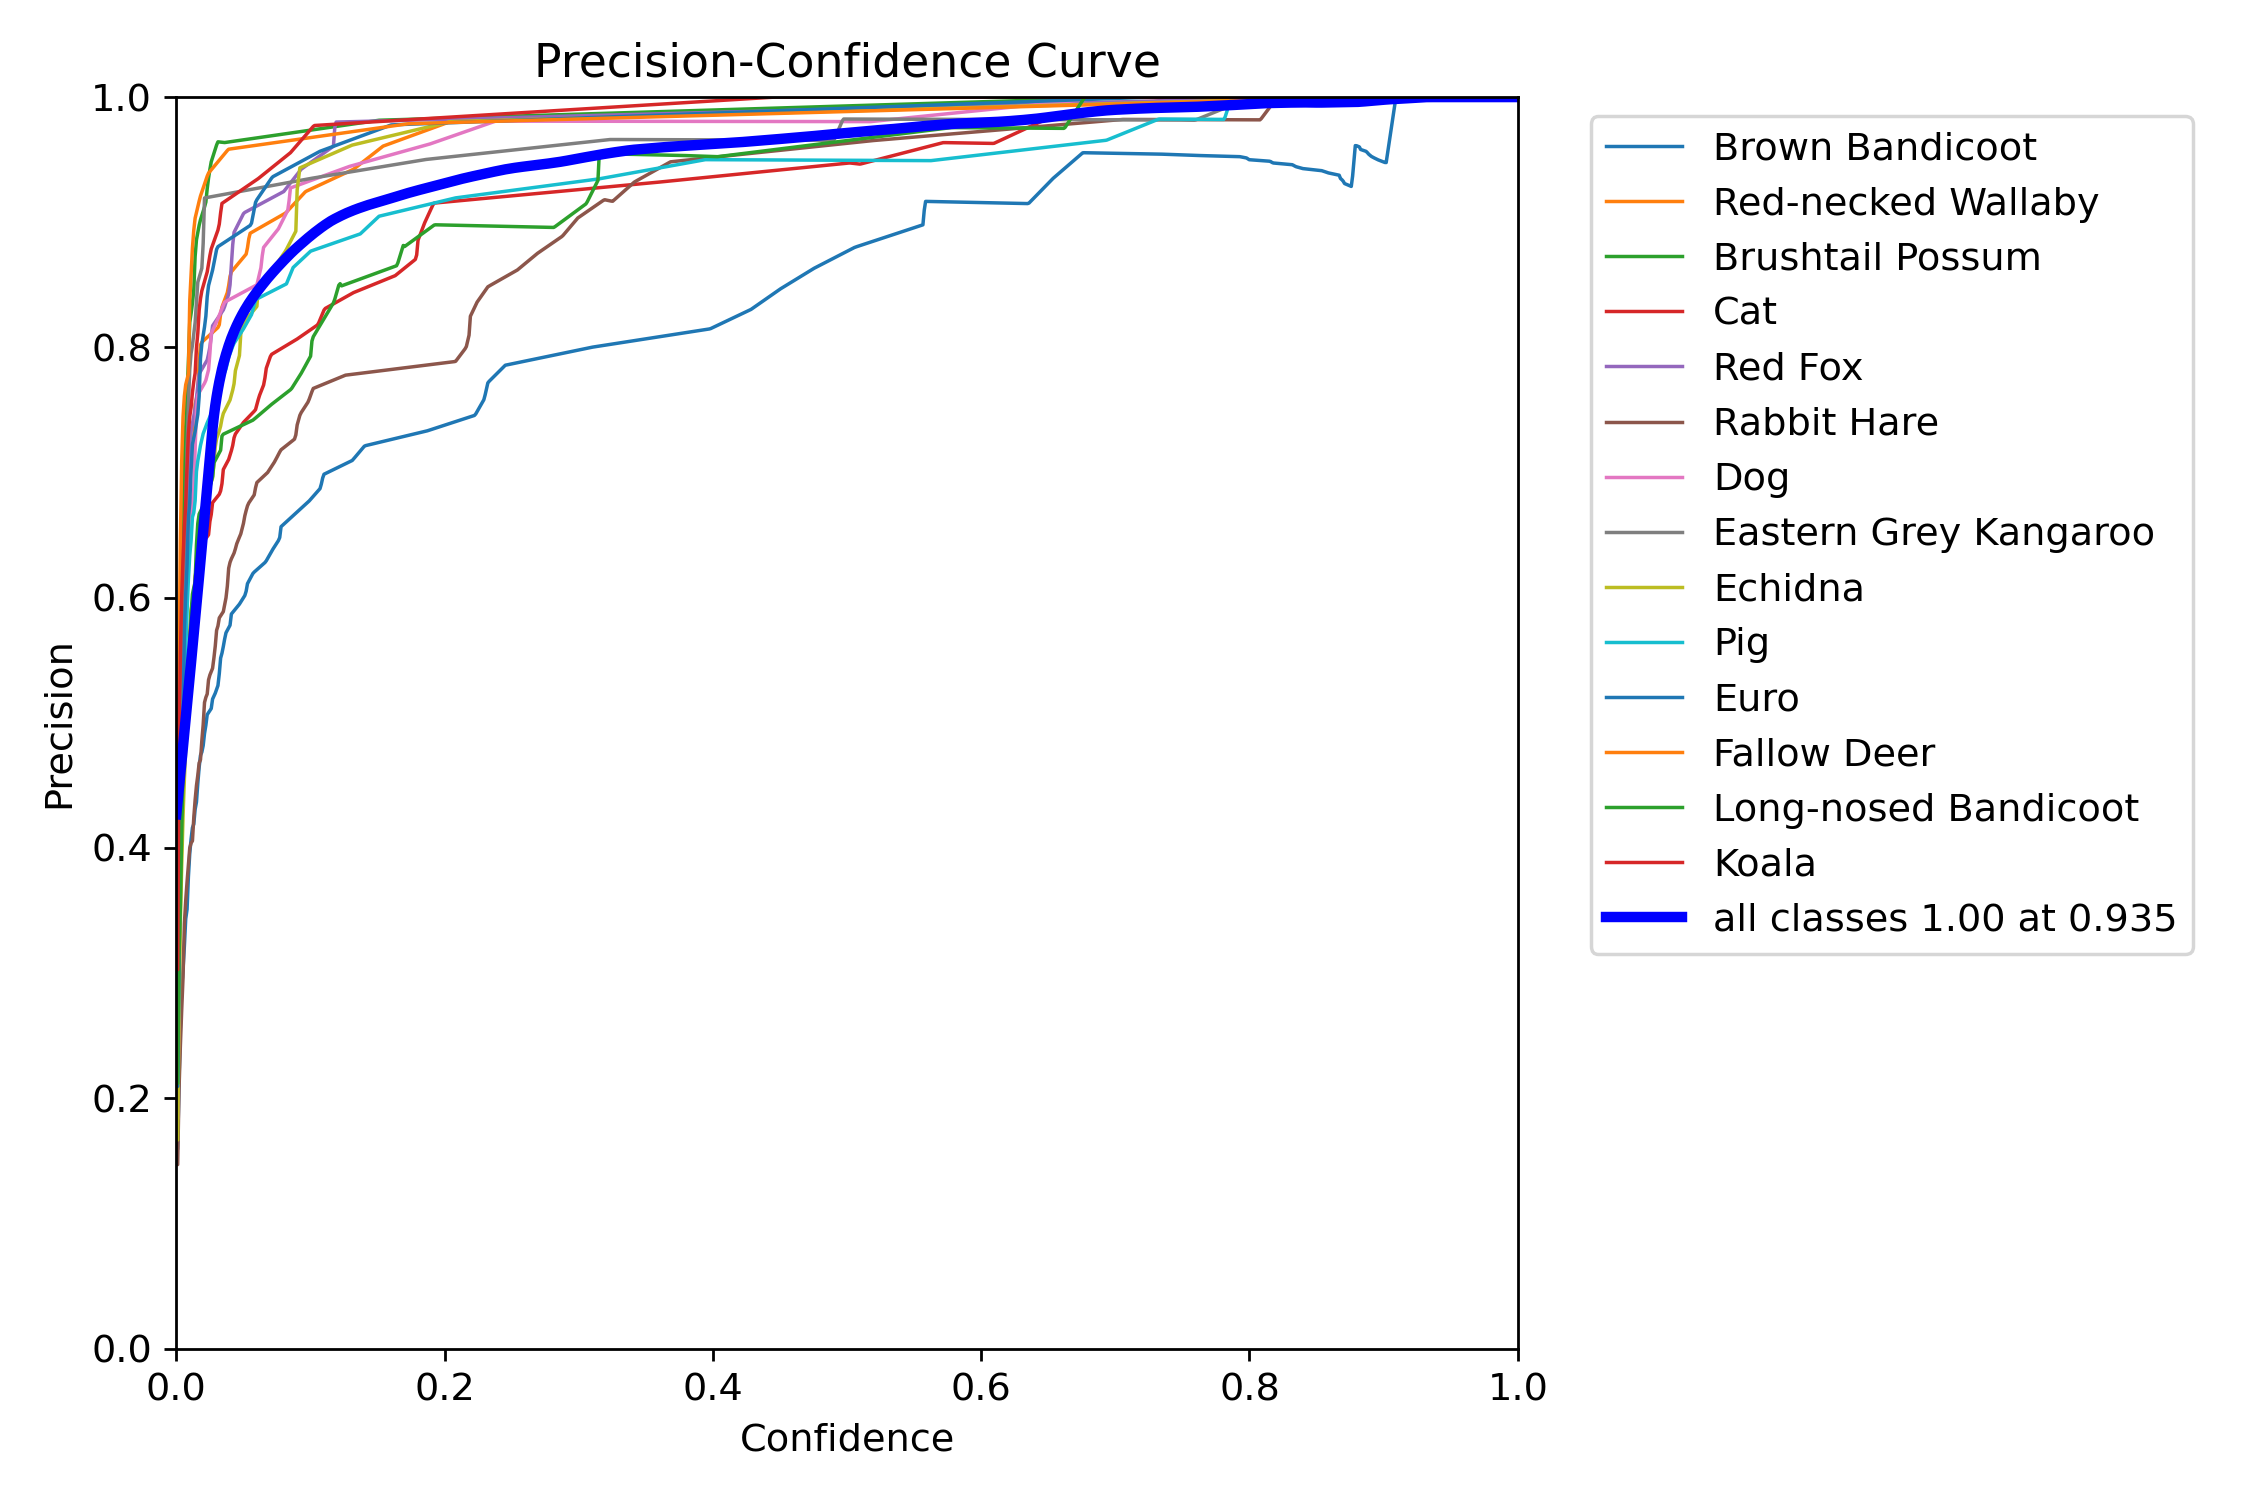 Precision-Confidence Curve
1.0
0.8
0.6
0.4
0.2
0.0
Precision
0.0 0.2 0.4 0.6 0.8 1.0
Confidence
Brown Bandicoot
Red-necked Wallaby
Brushtail Possum
Cat
Red Fox
Rabbit Hare
Dog
Eastern Grey Kangaroo
Echidna
Pig
Euro
Fallow Deer
Long-nosed Bandicoot
Koala
all classes 1.00 at 0.935